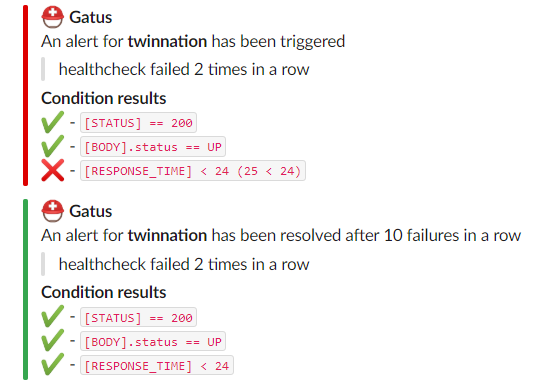 Gatus
An alert for twinnation has been triggered
healthcheck failed 2 times in a row
Condition results
- [STATUS] == 200
- [BODY].status == UP
- [RESPONSE_TIME] < 24 (25 < 24)
Gatus
An alert for twinnation has been resolved after 10 failures in a row
healthcheck failed 2 times in a row
Condition results
- [STATUS] == 200
- [BODY].status == UP
- [RESPONSE_TIME] < 24